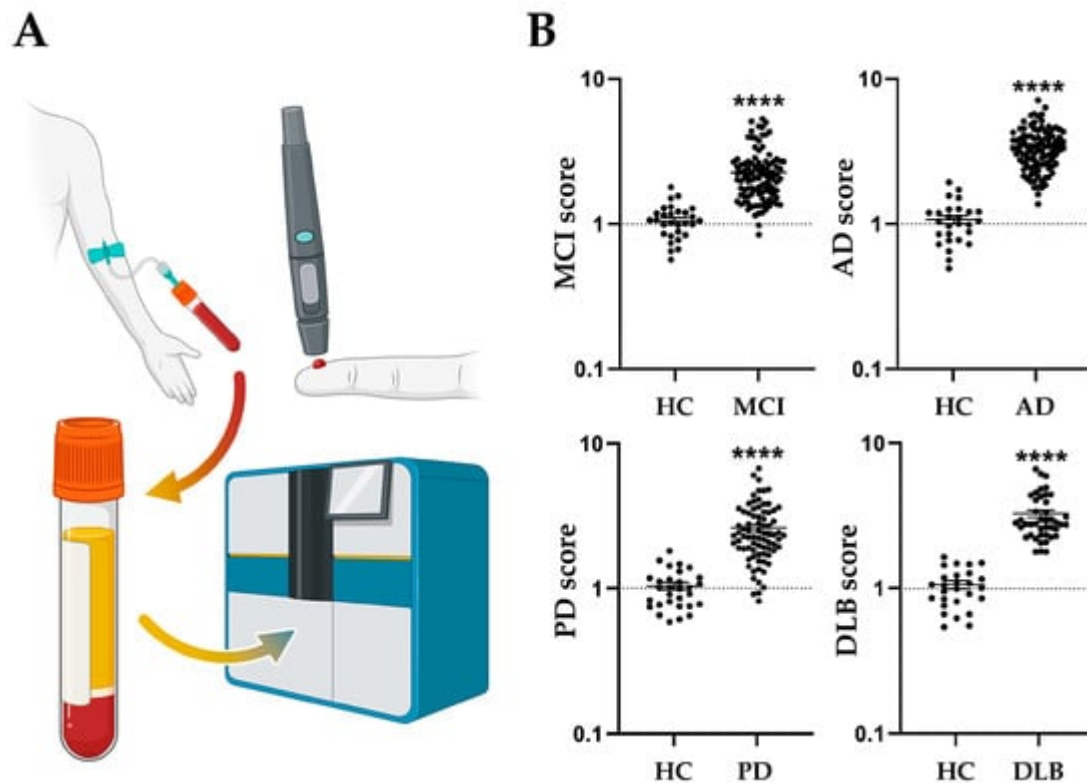 A
B
10
1
0.1
MCI score
****
HC MCI
10
1
0.1
AD score
****
HC AD
10
1
0.1
PD score
****
HC PD
10
1
0.1
DLB score
****
HC DLB